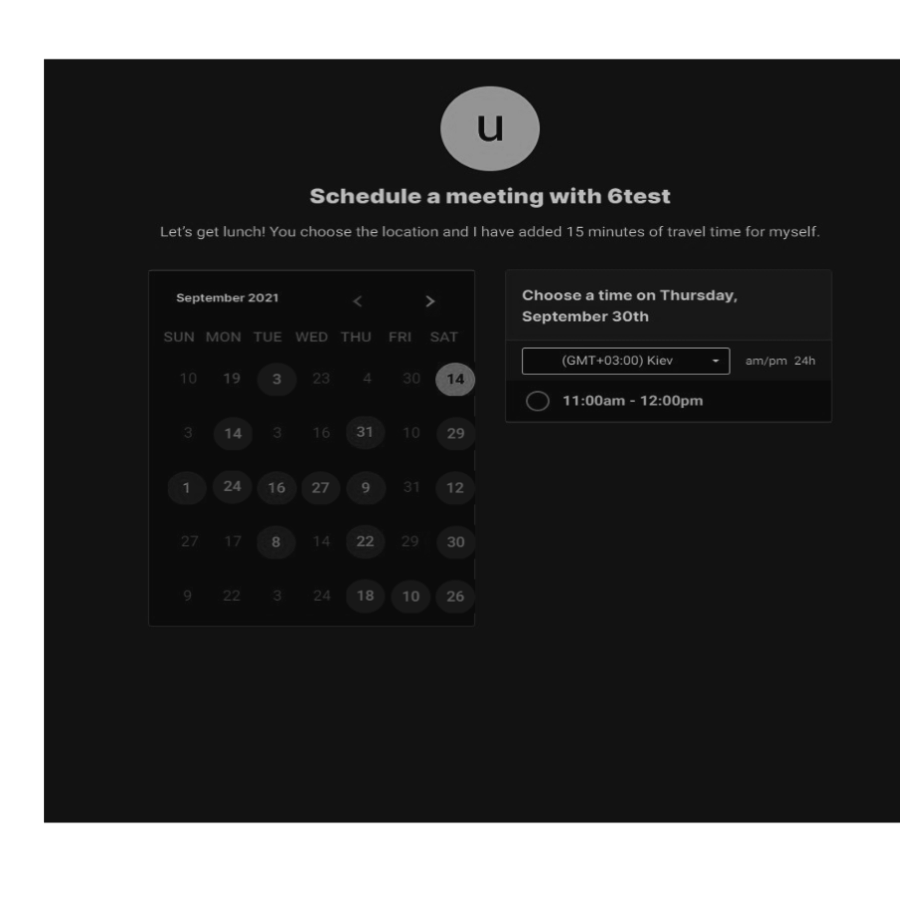 u
Schedule a meeting with 6test
Let's get lunch! You choose the location and I have added 15 minutes of travel time for myself.
September 2021 < >
SUN MON TUE WED THU FRI SAT
10 19 3 23 4 30 14
3 14 3 16 31 10 29
1 24 16 27 9 31 12
27 17 8 14 22 29 30
9 22 3 24 18 10 26
Choose a time on Thursday,
September 30th
(GMT+03:00) Kiev am/pm 24h
11:00am - 12:00pm